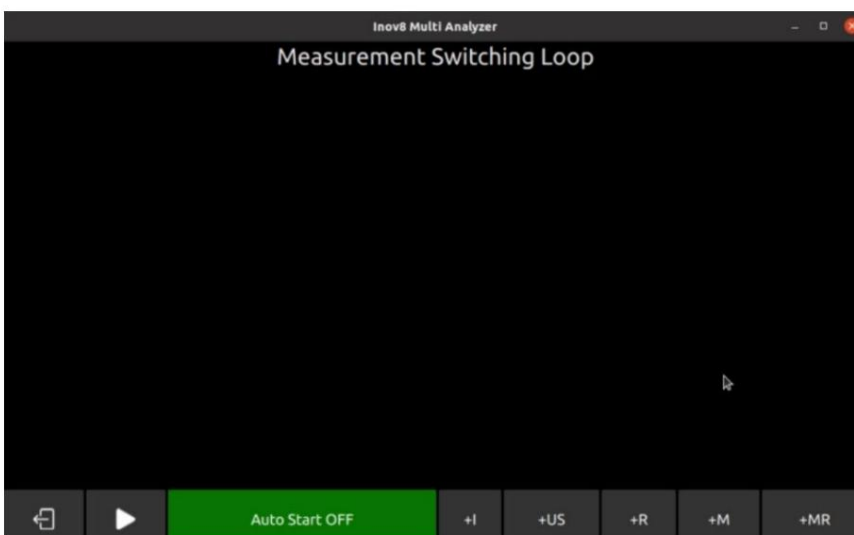 Inov8 Multi Analyzer
Measurement Switching Loop
Auto Start OFF +I +US +R +M +MR